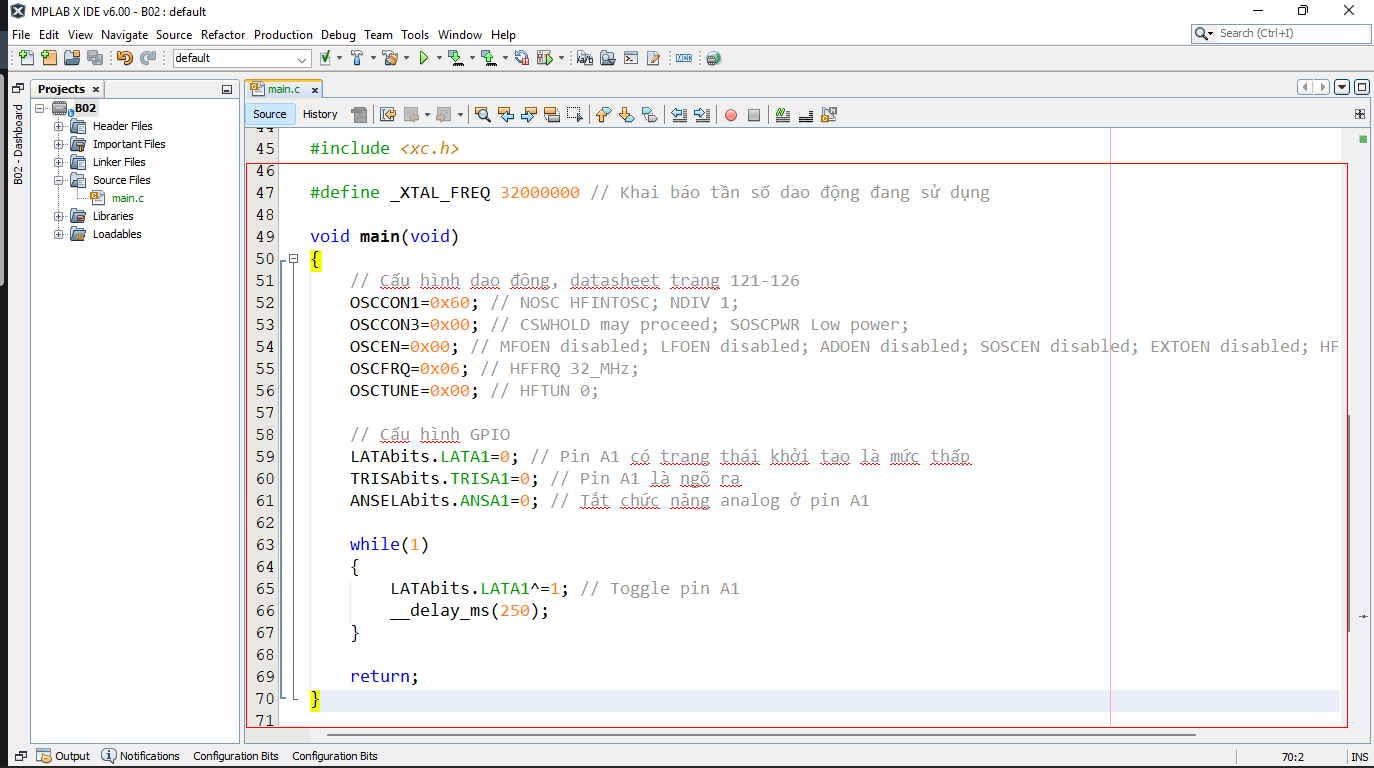 MPLAB X IDE v6.00 - B02 : default
File Edit View Navigate Source Refactor Production Debug Team Tools Window Help
Search (Ctrl+I)
default
Projects
main.c
B02 - Dashboard
B02
Header Files
Important Files
Linker Files
Source Files
main.c
Libraries
Loadables
Source History
44
45 #include <xc.h>
46
47 #define _XTAL_FREQ 32000000 // Khai báo tần số dao động đang sử dụng
48
49 void main(void)
50 {
51 // Cấu hình dao động, datasheet trang 121-126
52 OSCCON1=0x60; // NOSC HFINTOSC; NDIV 1;
53 OSCCON3=0x00; // CSWHOLD may proceed; SOSCPWR Low power;
54 OSCEN=0x00; // MFOEN disabled; LFOEN disabled; ADOEN disabled; SOSCEN disabled; EXTOEN disabled; HF
55 OSCFRQ=0x06; // HFFRQ 32_MHz;
56 OSCTUNE=0x00; // HFTUN 0;
57
58 // Cấu hình GPIO
59 LATAbits.LATA1=0; // Pin A1 có trạng thái khởi tạo là mức thấp
60 TRISAbits.TRISA1=0; // Pin A1 là ngõ ra
61 ANSELAbits.ANSA1=0; // Tắt chức năng analog ở pin A1
62
63 while(1)
64 {
65 LATAbits.LATA1^=1; // Toggle pin A1
66 __delay_ms(250);
67 }
68
69 return;
70 }
71
Output Notifications Configuration Bits Configuration Bits
70:2 INS